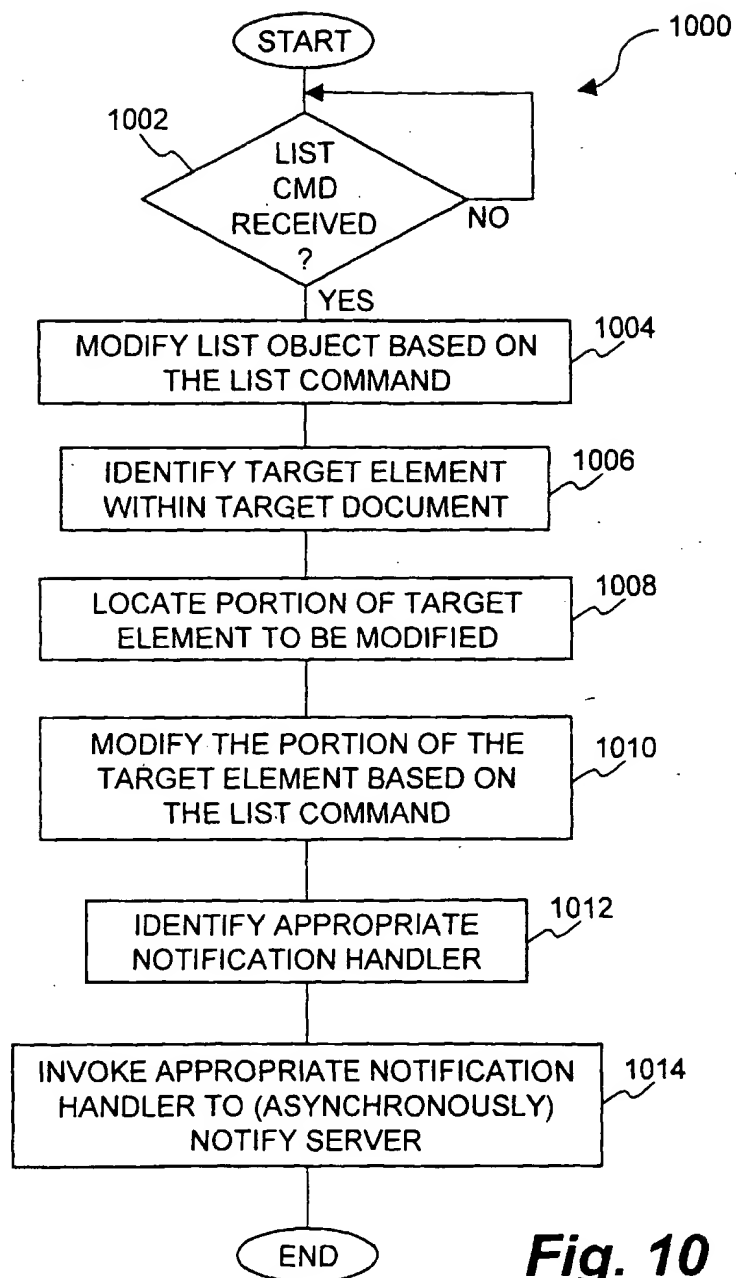 START
1000
1002
LIST
CMD
RECEIVED
?
NO
YES
MODIFY LIST OBJECT BASED ON
THE LIST COMMAND
1004
IDENTIFY TARGET ELEMENT
WITHIN TARGET DOCUMENT
1006
LOCATE PORTION OF TARGET
ELEMENT TO BE MODIFIED
1008
MODIFY THE PORTION OF THE
TARGET ELEMENT BASED ON
THE LIST COMMAND
1010
IDENTIFY APPROPRIATE
NOTIFICATION HANDLER
1012
INVOKE APPROPRIATE NOTIFICATION
HANDLER TO (ASYNCHRONOUSLY)
NOTIFY SERVER
1014
END
Fig. 10